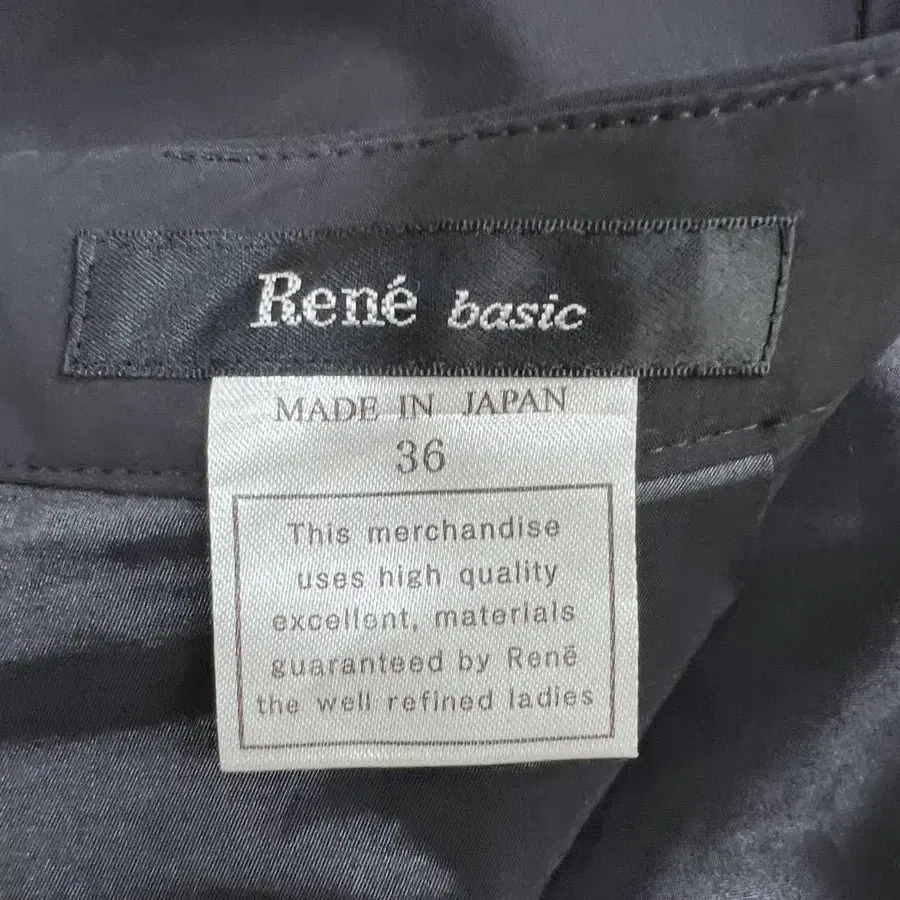 René basic
MADE IN JAPAN
36
This merchandise
uses high quality
excellent, materials
guaranteed by René
the well refined ladies